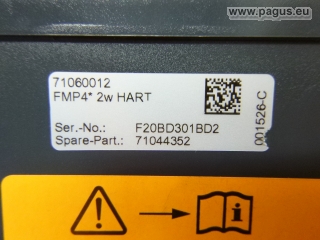 www.pagus.eu
71060012
FMP4* 2w HART
Ser.-No.: F20BD301BD2
Spare-Part.: 71044352
001526-C